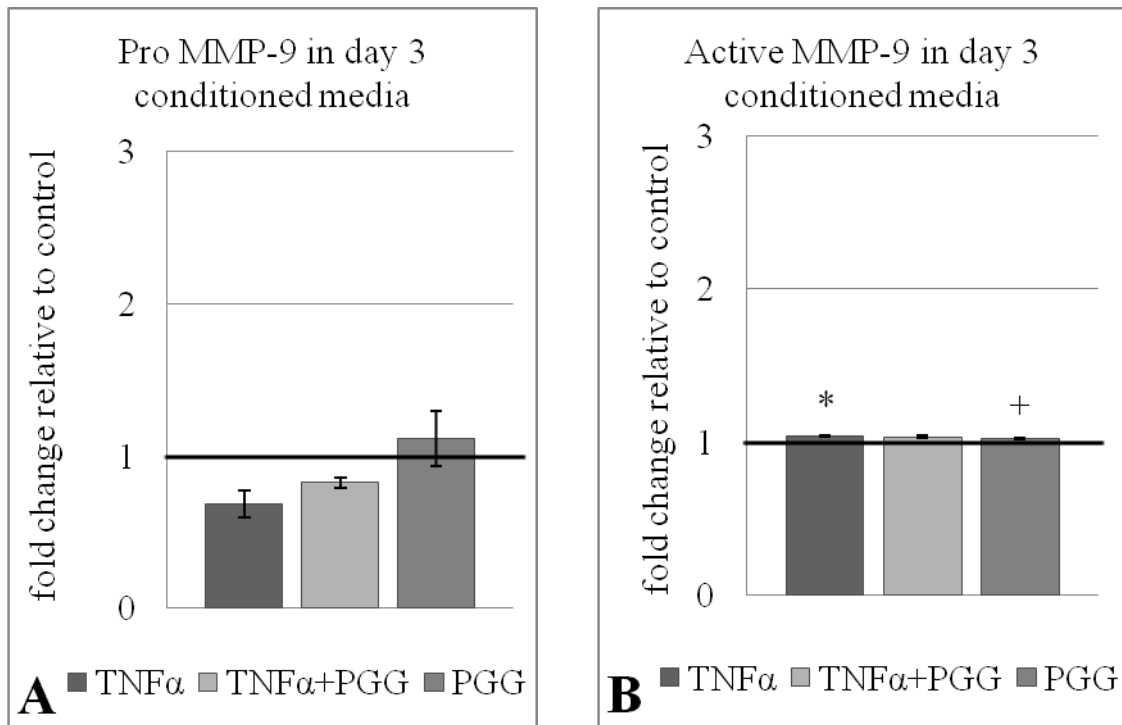 Pro MMP-9 in day 3
conditioned media
fold change relative to control
3
2
1
0
TNFα TNFα+PGG PGG
A
Active MMP-9 in day 3
conditioned media
fold change relative to control
3
2
*
+
1
0
TNFα TNFα+PGG PGG
B